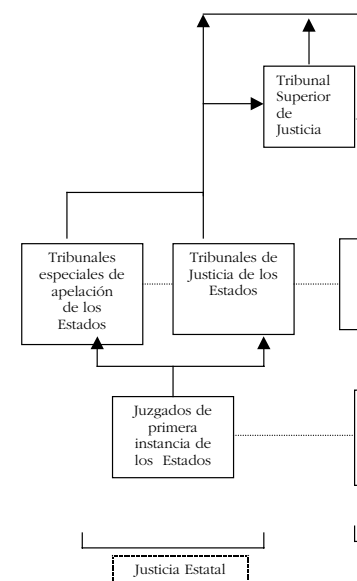 Tribunal
Superior
de
Justicia
Tribunales
especiales de
apelación
de los
Estados
Tribunales de
Justicia de los
Estados
Juzgados de
primera
instancia de
los Estados
Justicia Estatal